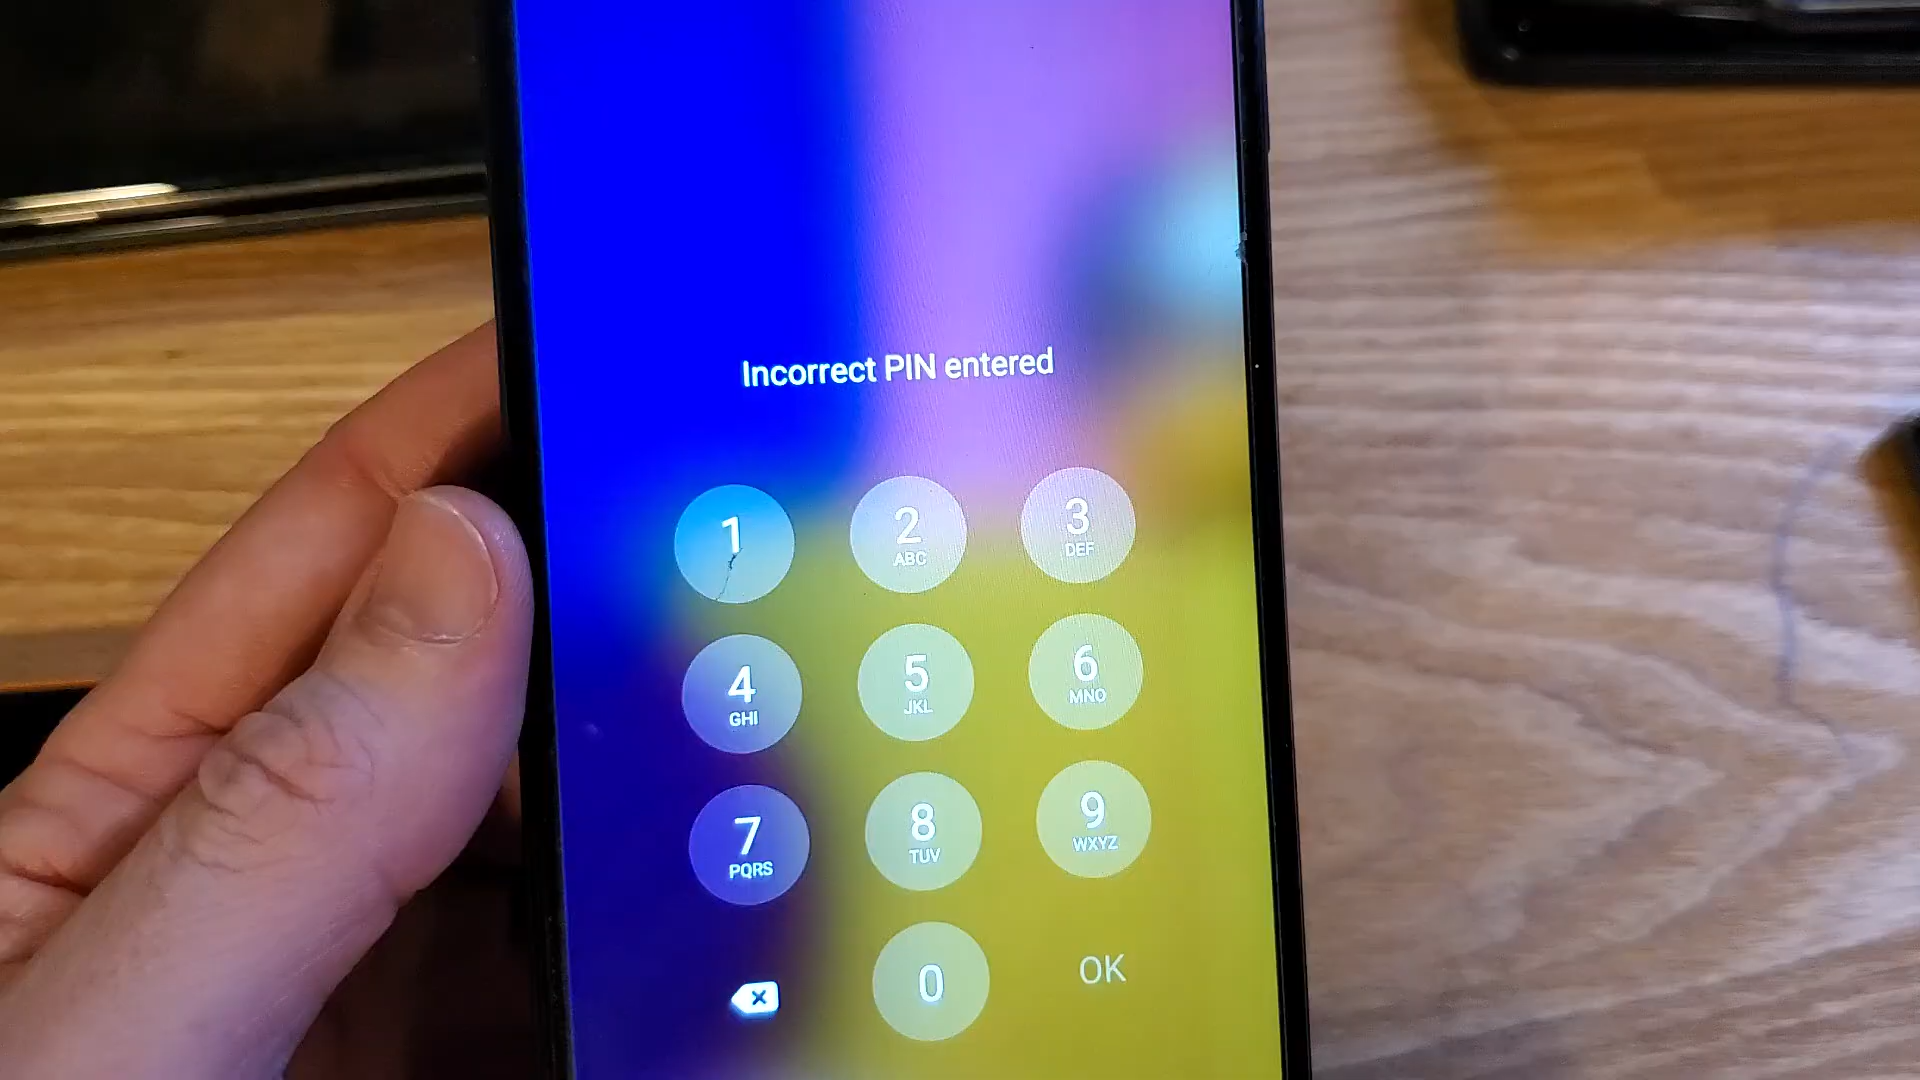 Incorrect PIN entered
1 2 3
ABC DEF
4 5 6
GHI JKL MNO
7 8 9
PQRS TUV WXYZ
0 OK